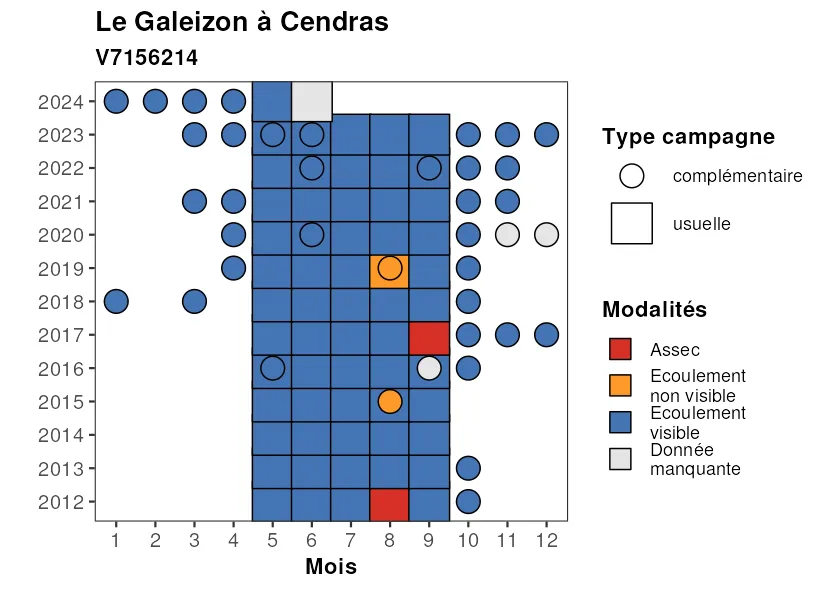 Le Galeizon à Cendras
V7156214
2024
2023
2022
2021
2020
2019
2018
2017
2016
2015
2014
2013
2012
1 2 3 4 5 6 7 8 9 10 11 12
Mois
Type campagne
complémentaire
usuelle
Modalités
Assec
Ecoulement
non visible
Ecoulement
visible
Donnée
manquante